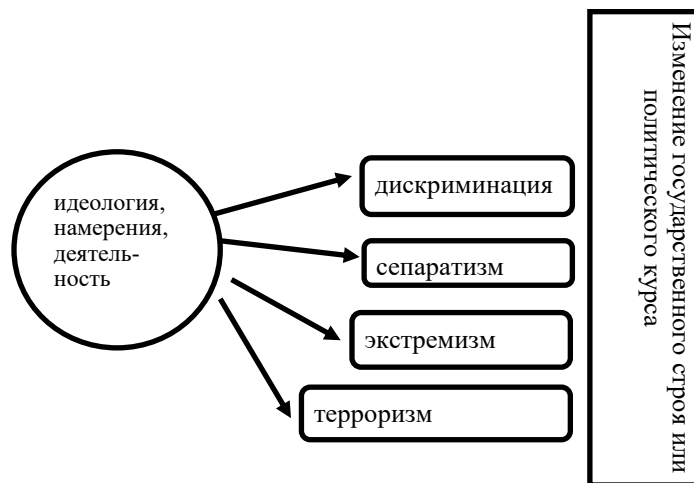 идеология,
намерения,
деятель-
ность
дискриминация
сепаратизм
экстремизм
терроризм
Изменение государственного строя или
политического курса